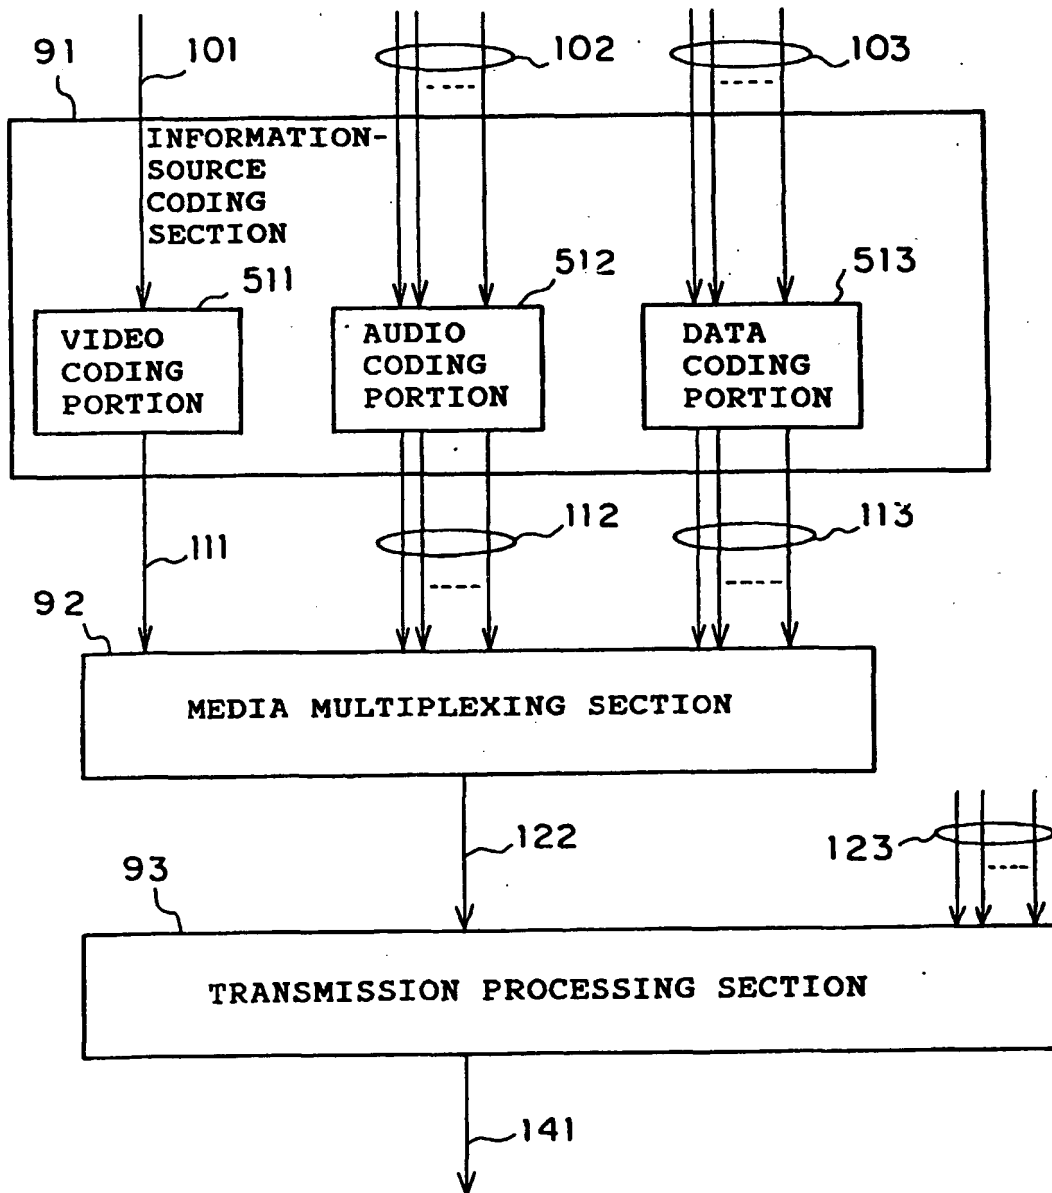 101
102
103
91
INFORMATION-
SOURCE
CODING
SECTION
511
512
513
VIDEO
CODING
PORTION
AUDIO
CODING
PORTION
DATA
CODING
PORTION
111
112
113
92
MEDIA MULTIPLEXING SECTION
122
123
93
TRANSMISSION PROCESSING SECTION
141